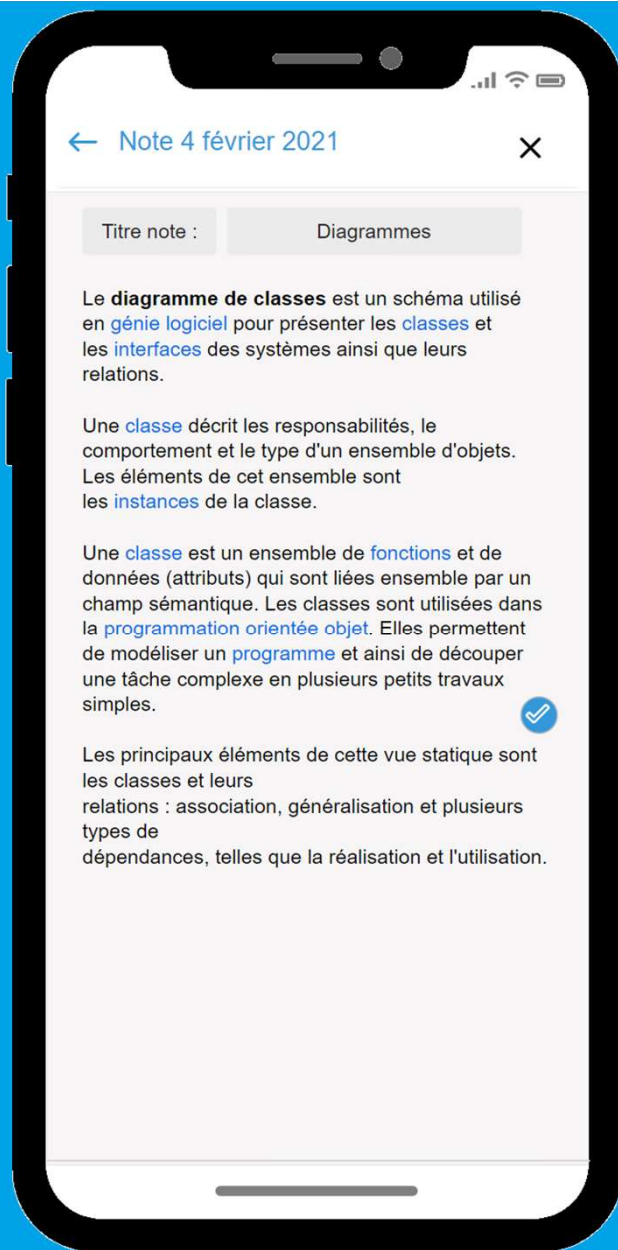 Note 4 février 2021
Titre note :
Diagrammes
Le diagramme de classes est un schéma utilisé
en génie logiciel pour présenter les classes et
les interfaces des systèmes ainsi que leurs
relations.
Une classe décrit les responsabilités, le
comportement et le type d'un ensemble d'objets.
Les éléments de cet ensemble sont
les instances de la classe.
Une classe est un ensemble de fonctions et de
données (attributs) qui sont liées ensemble par un
champ sémantique. Les classes sont utilisées dans
la programmation orientée objet. Elles permettent
de modéliser un programme et ainsi de découper
une tâche complexe en plusieurs petits travaux
simples.
Les principaux éléments de cette vue statique sont
les classes et leurs
relations : association, généralisation et plusieurs
types de
dépendances, telles que la réalisation et l'utilisation.